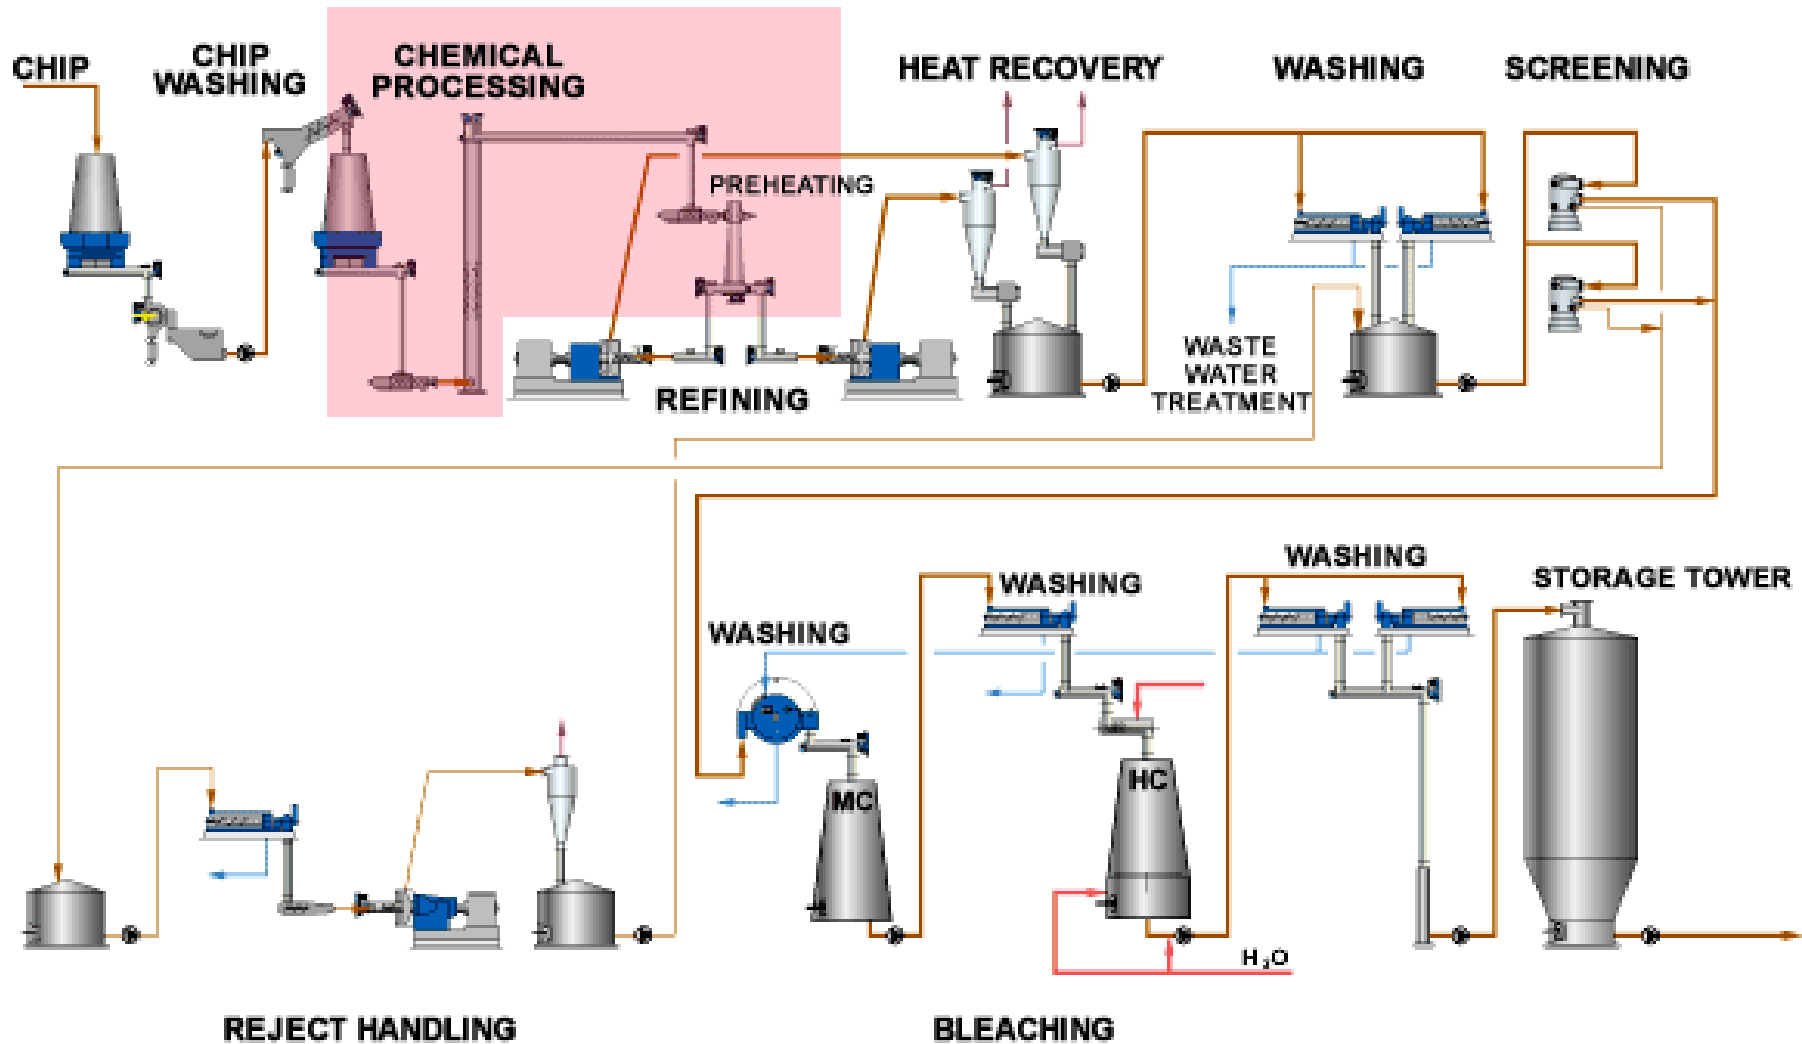 CHIP
CHIP
WASHING
CHEMICAL
PROCESSING
HEAT RECOVERY
WASHING
SCREENING
PREHEATING
REFINING
WASTE
WATER
TREATMENT
WASHING
WASHING
WASHING
STORAGE TOWER
MC
HC
H₂O
REJECT HANDLING
BLEACHING